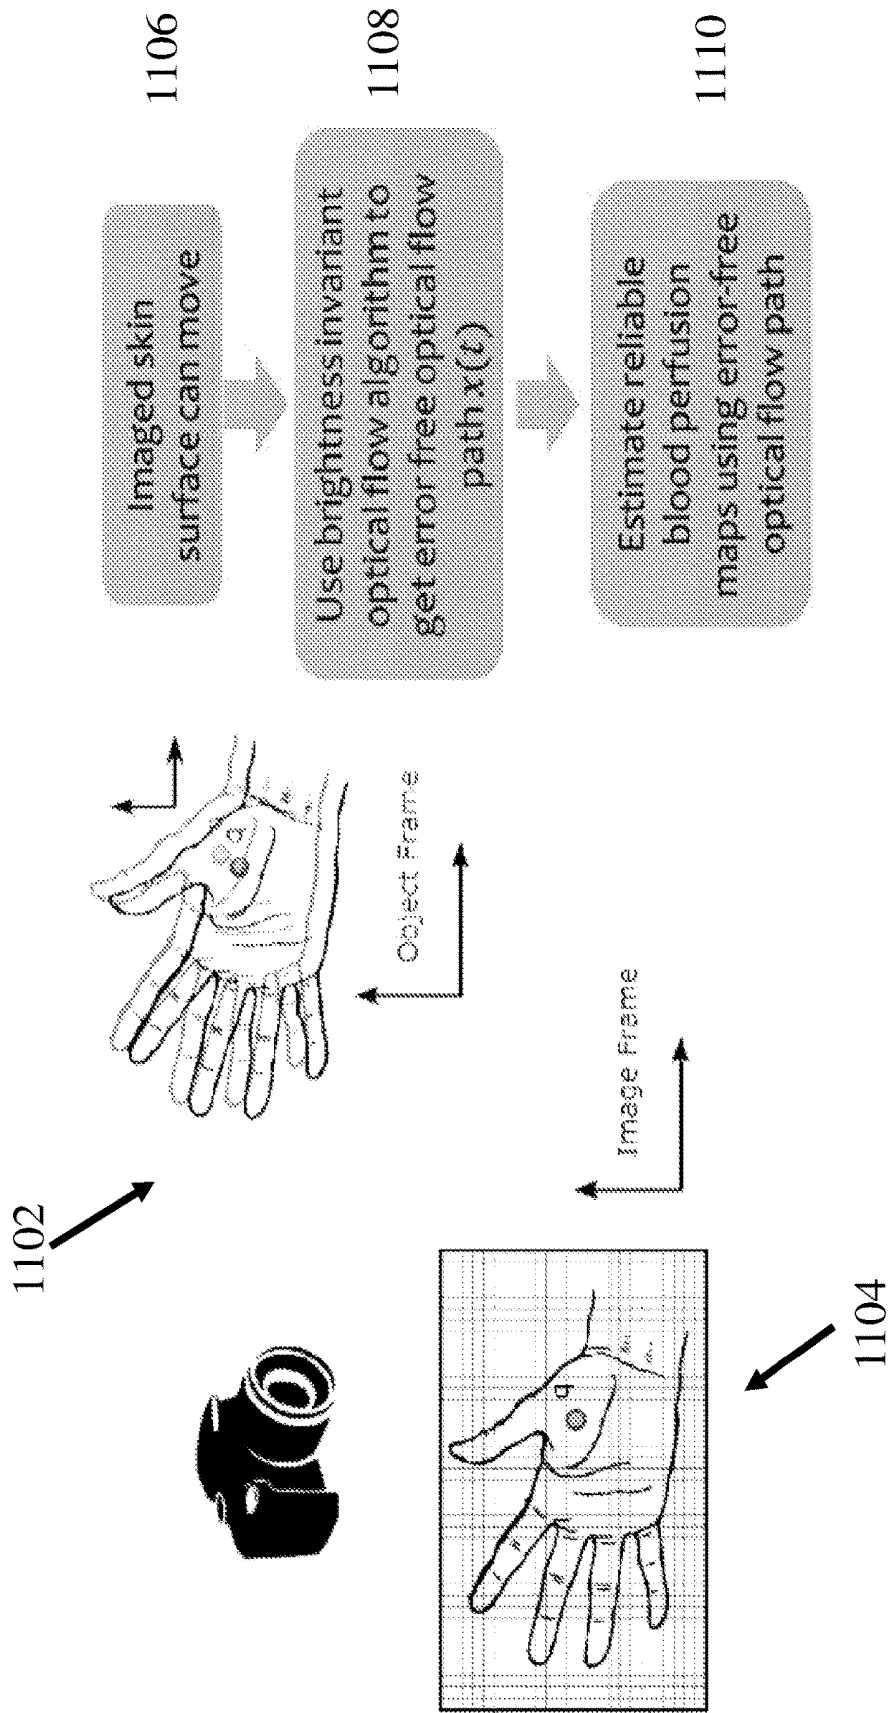 1102
1104
Object Frame
Image Frame
q
q
Imaged skin
surface can move
1106
Use brightness invariant
optical flow algorithm to
get error free optical flow
path x(t)
1108
Estimate reliable
blood perfusion
maps using error-free
optical flow path
1110